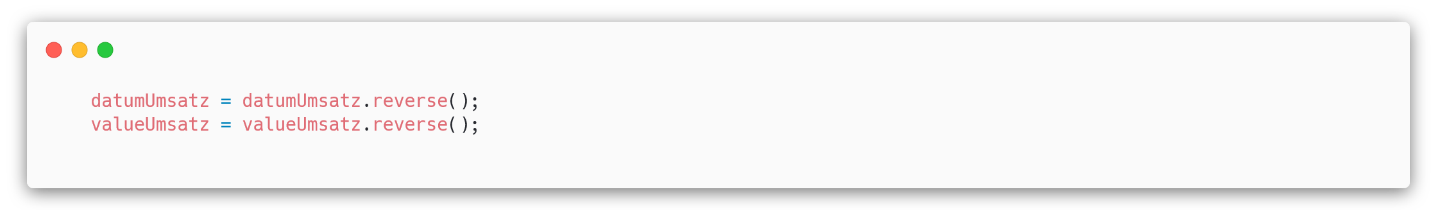 datumUmsatz = datumUmsatz.reverse();
valueUmsatz = valueUmsatz.reverse();